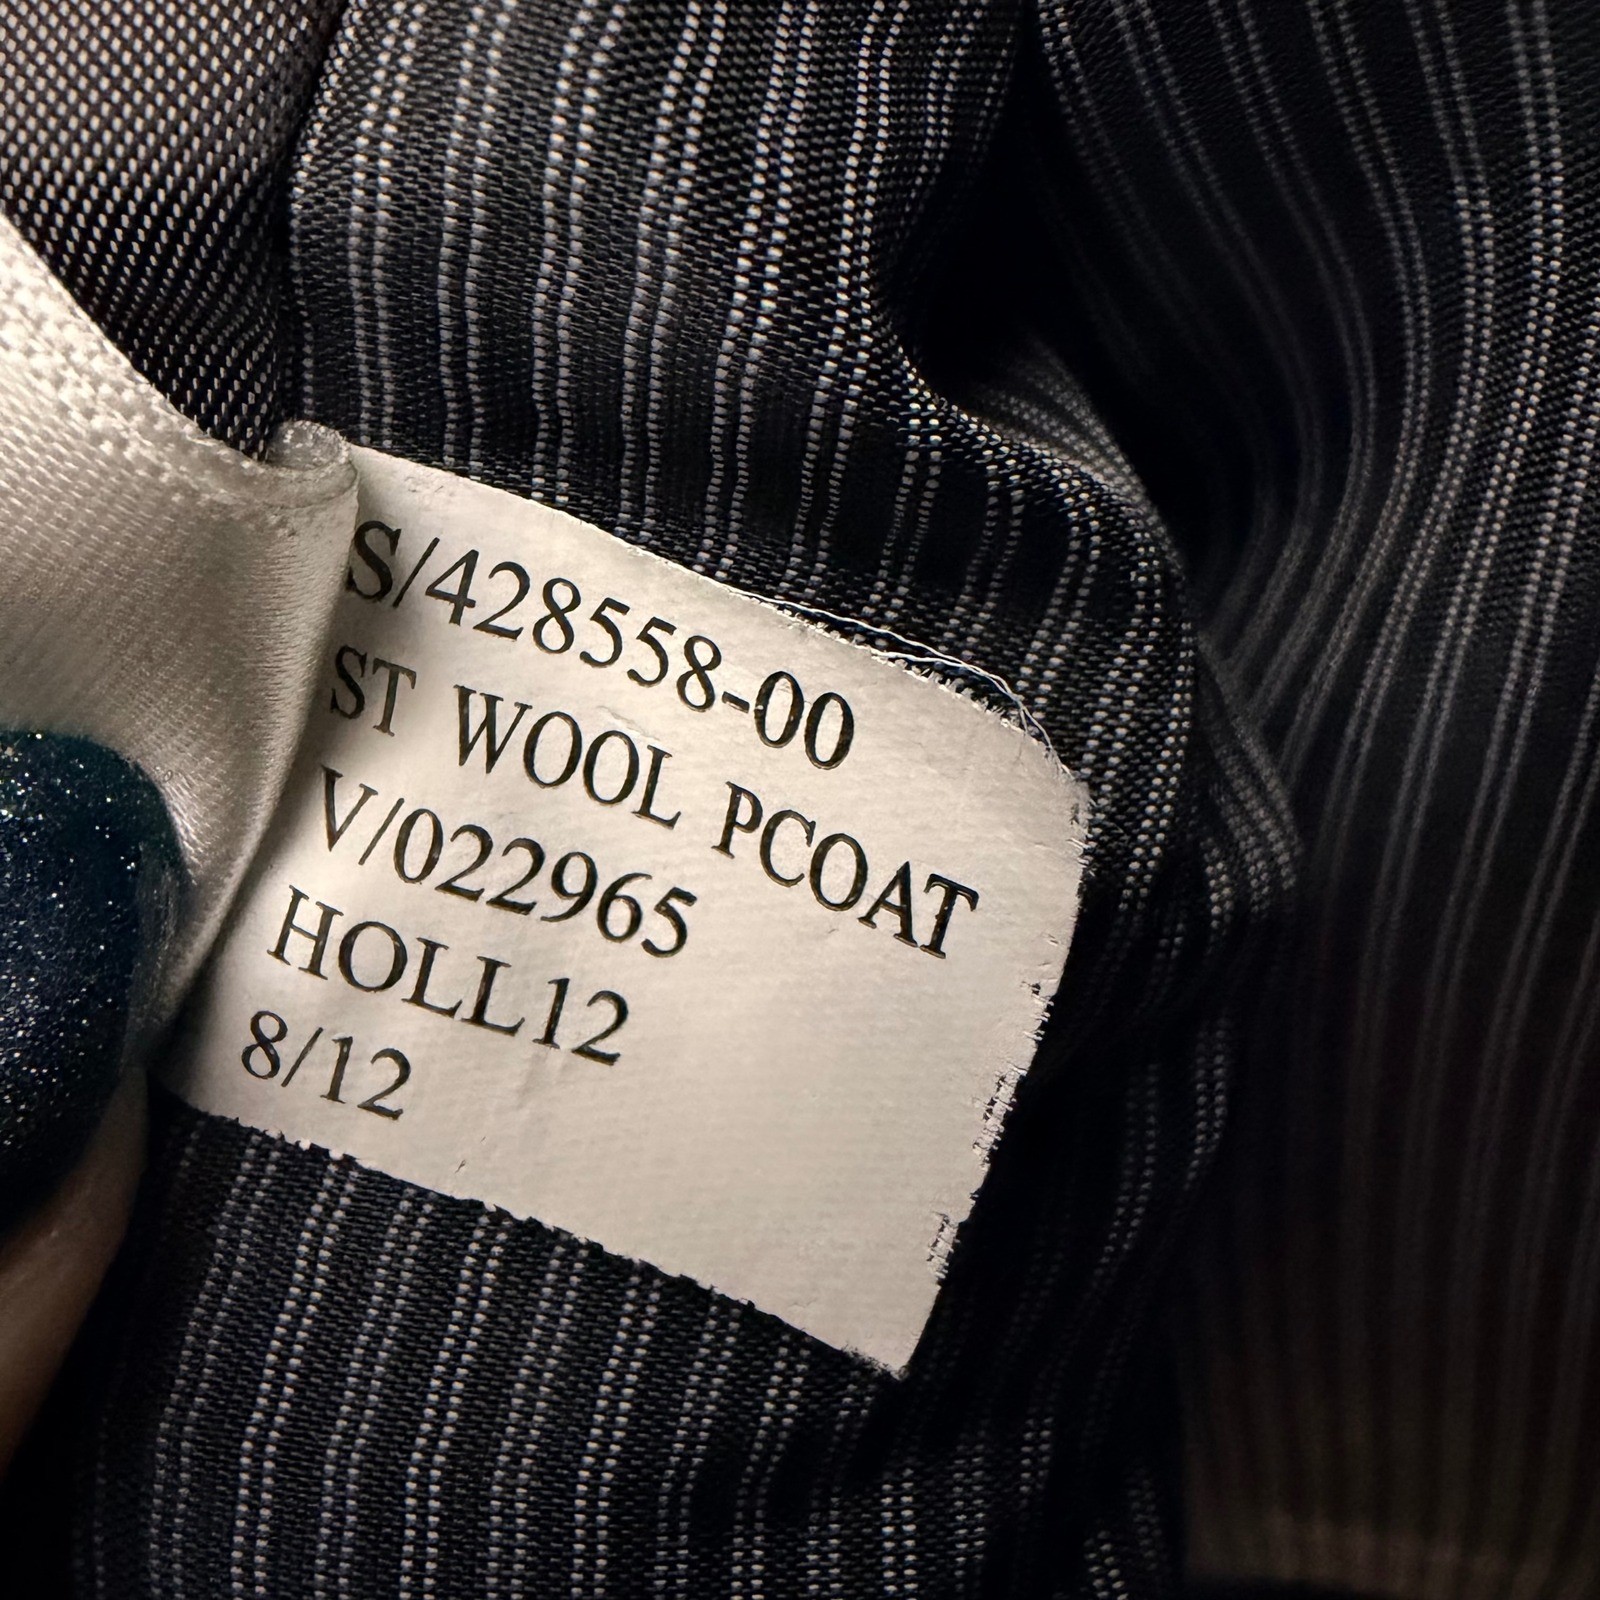 S/428558-00
ST WOOL PCOAT
V/022965
HOLL12
8/12